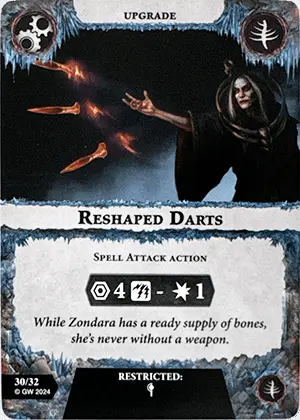 UPGRADE
RESHAPED DARTS
SPELL ATTACK ACTION
4 - 1
While Zondara has a ready supply of bones,
she's never without a weapon.
30/32
© GW 2024
RESTRICTED: